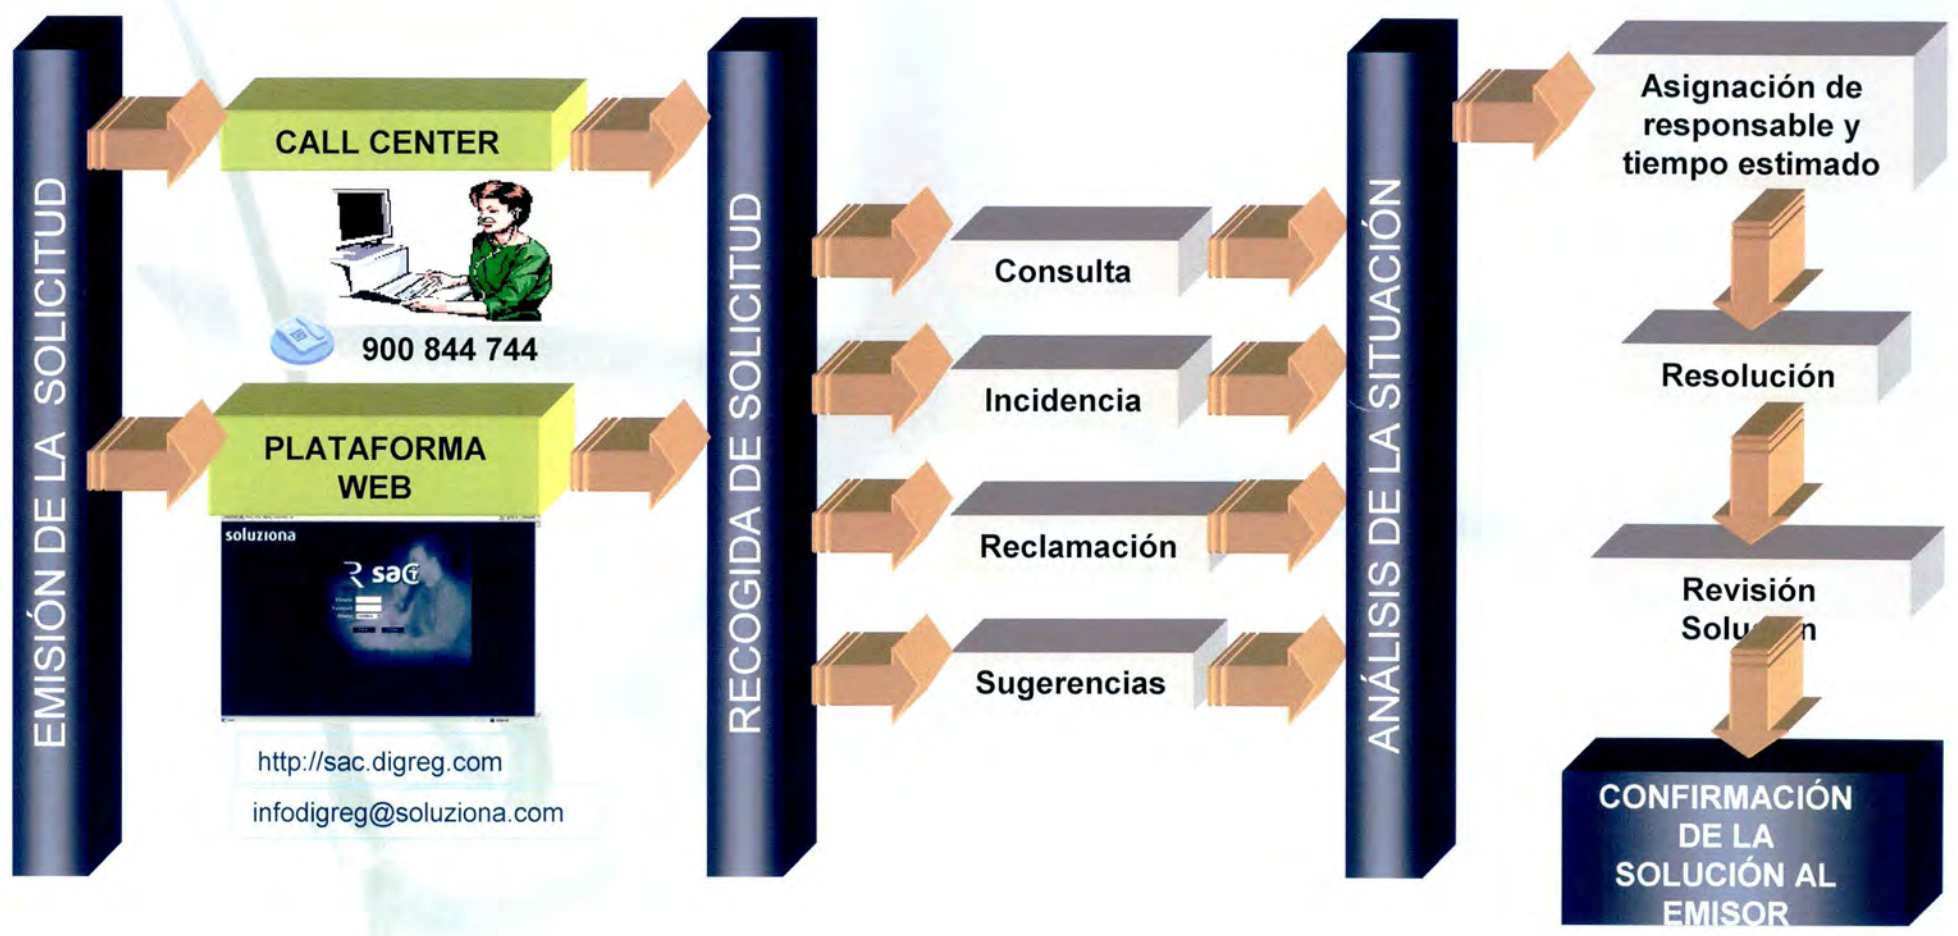 EMISIÓN DE LA SOLICITUD
CALL CENTER
900 844 744
PLATAFORMA
WEB
soluziona
sac
http://sac.digreg.com
infodigreg@soluziona.com
RECOGIDA DE SOLICITUD
Consulta
Incidencia
Reclamación
Sugerencias
ANÁLISIS DE LA SITUACIÓN
Asignación de
responsable y
tiempo estimado
Resolución
Revisión
Solución
CONFIRMACIÓN
DE LA
SOLUCIÓN AL
EMISOR